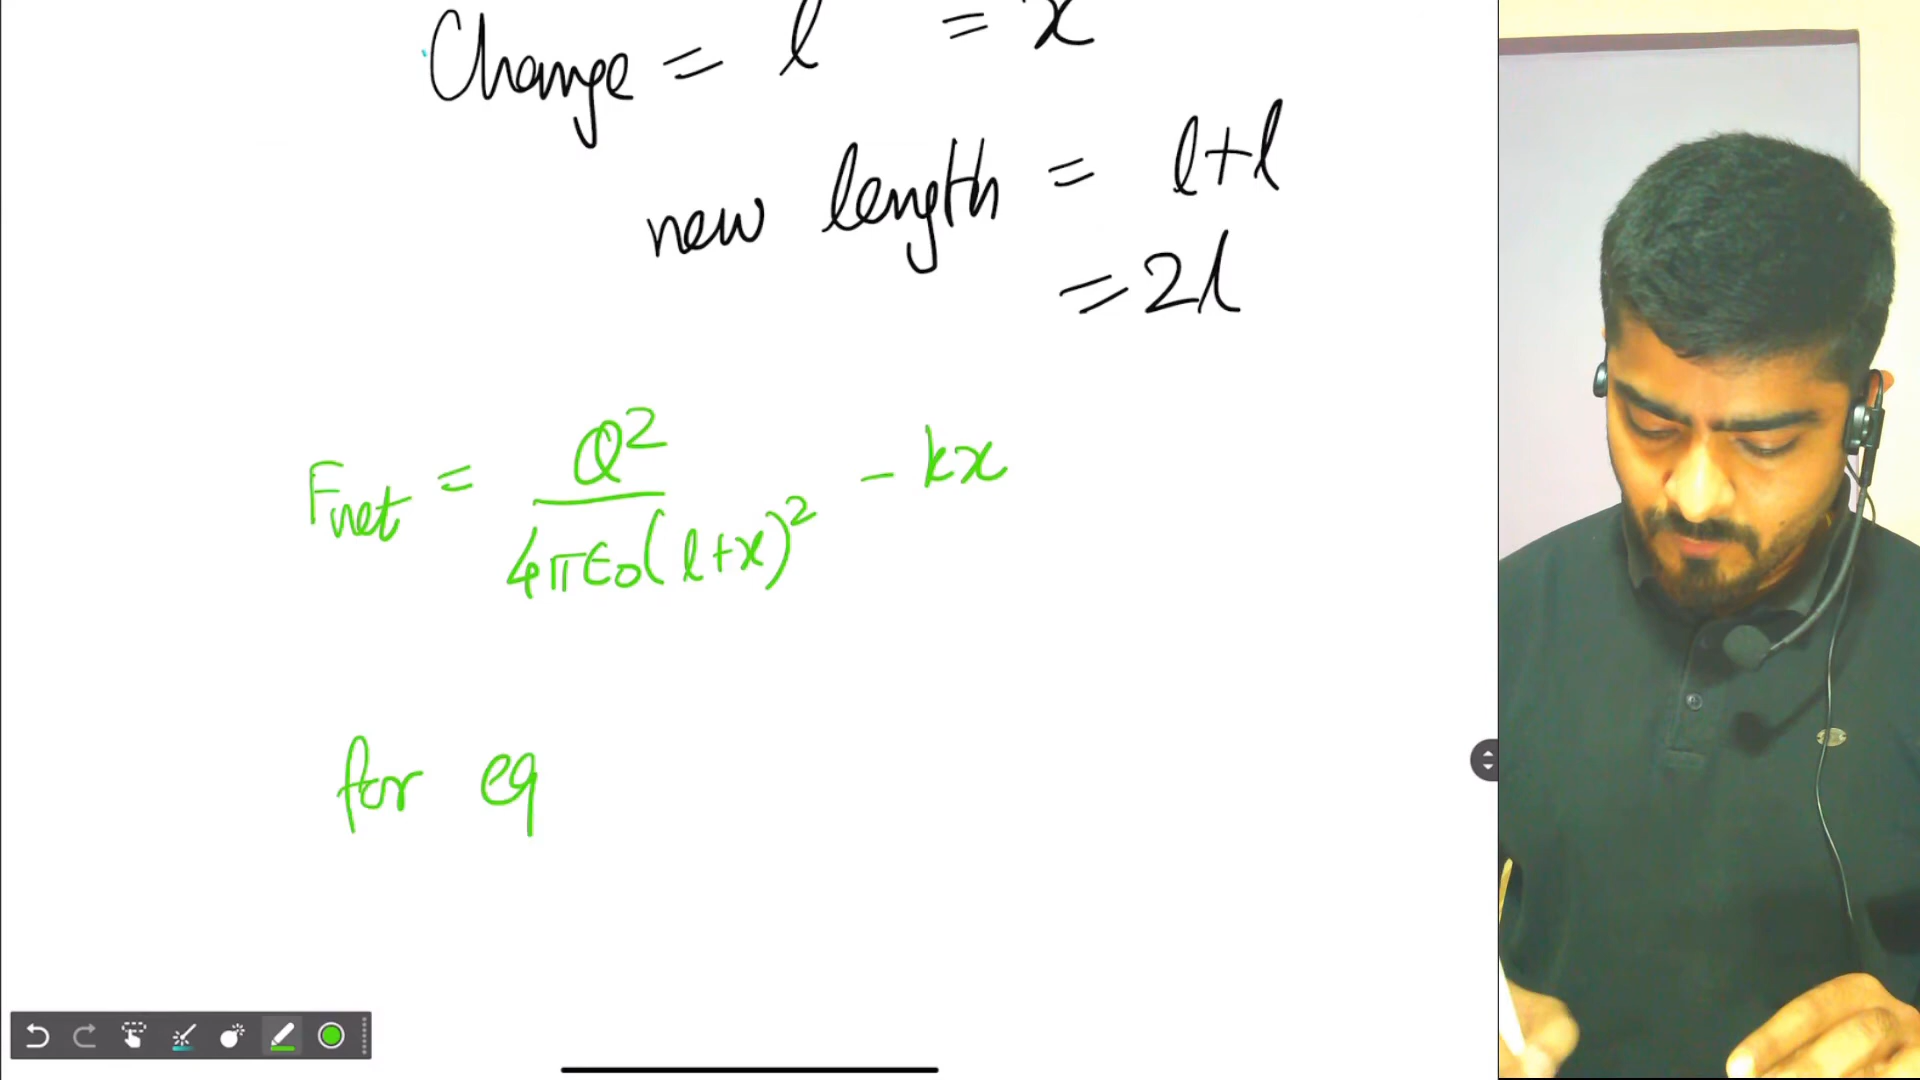 Change = l = x
new length = l+l
= 2l
Fnet = Q² / 4πϵ₀(l+x)² - kx
for eq